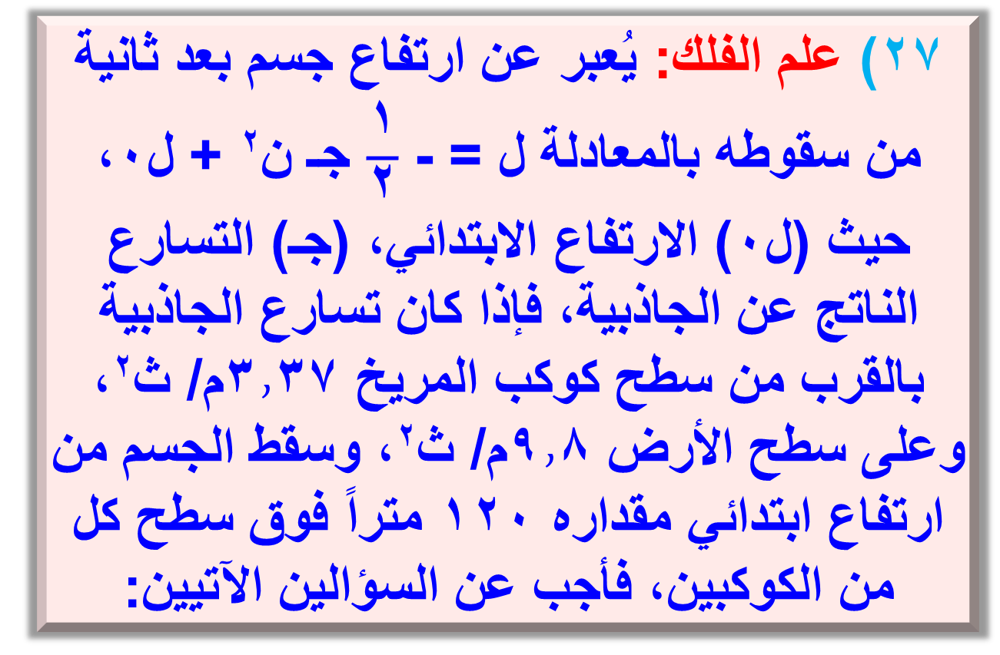 ٢٧) علم الفلك: يُعبر عن ارتفاع جسم بعد ثانية
من سقوطه بالمعادلة ل = - ١/٢ جـ ن٢ + ل٠،
حيث (ل٠) الارتفاع الابتدائي، (جـ) التسارع
الناتج عن الجاذبية، فإذا كان تسارع الجاذبية
بالقرب من سطح كوكب المريخ ٣,٣٧م/ ث٢،
وعلى سطح الأرض ٩,٨م/ ث٢، وسقط الجسم من
ارتفاع ابتدائي مقداره ١٢٠ متراً فوق سطح كل
من الكوكبين، فأجب عن السؤالين الآتيين: